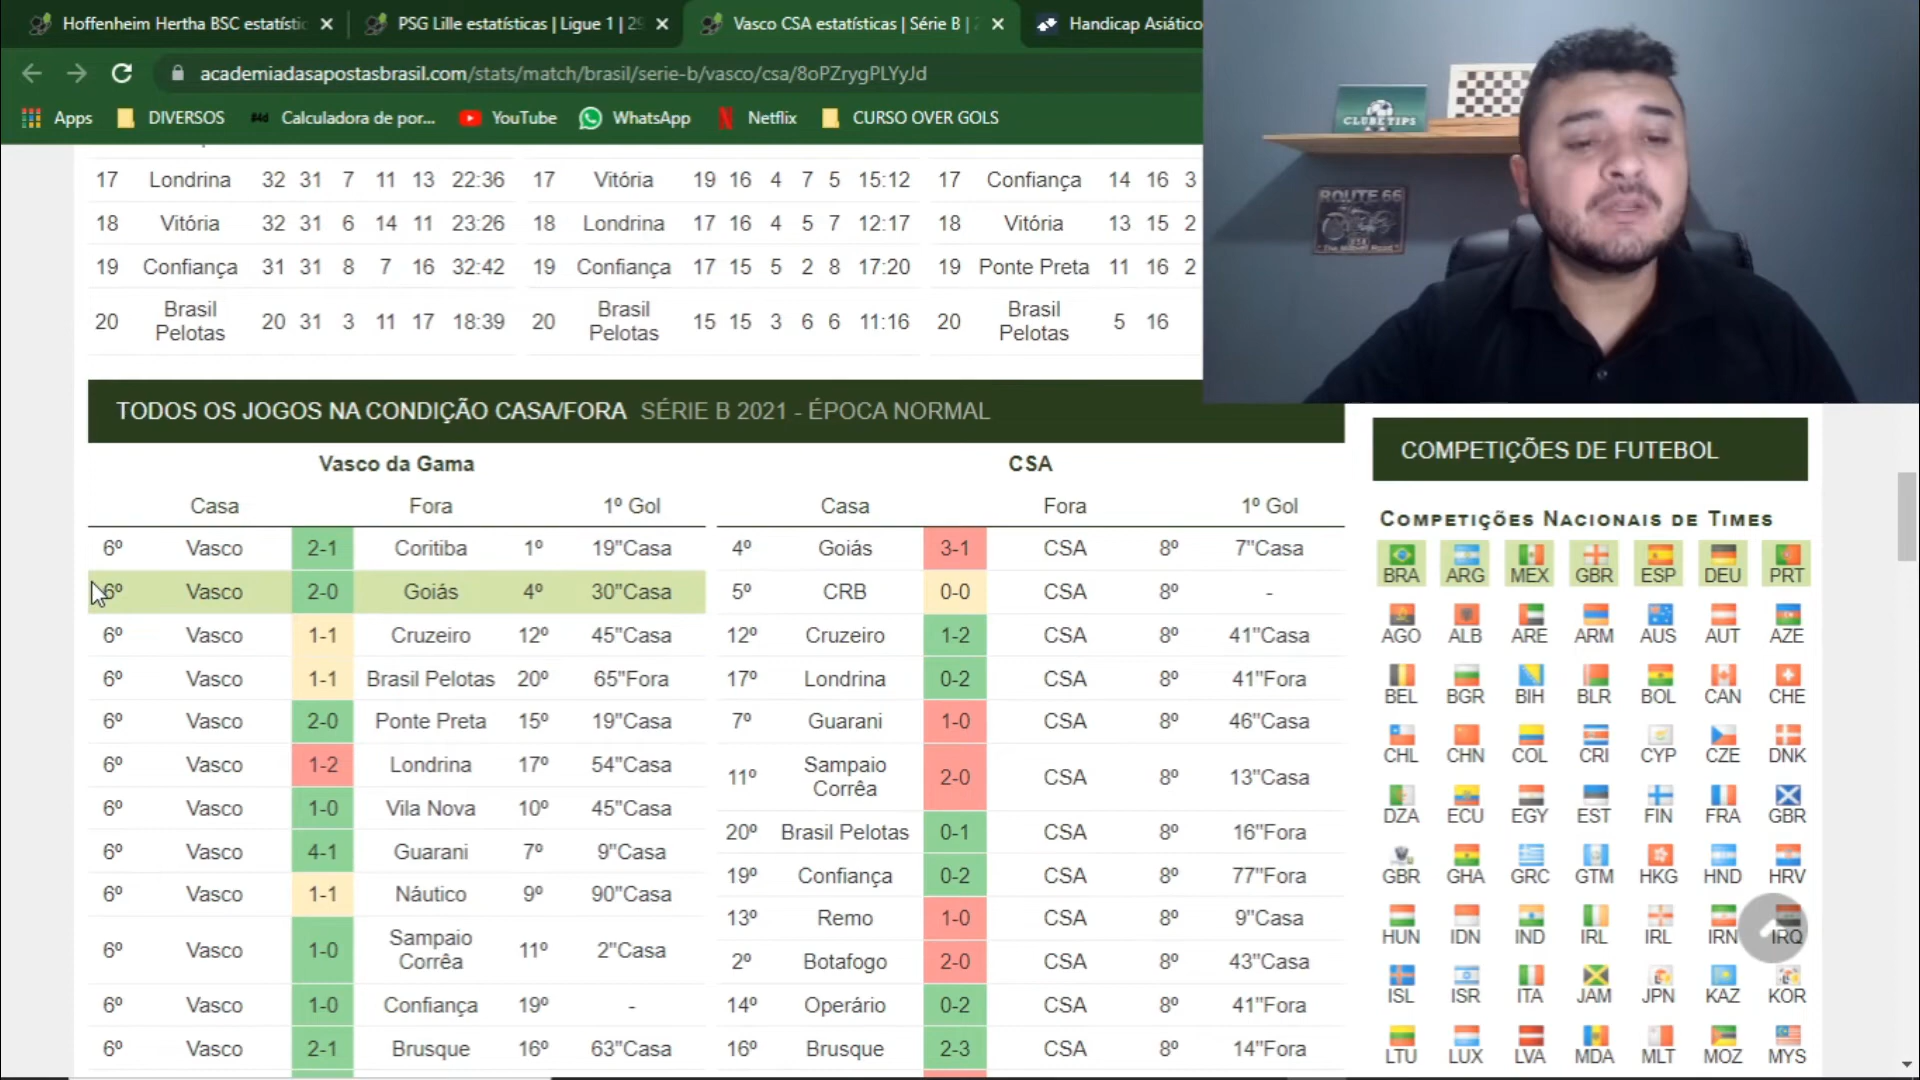 Hoffenheim Hertha BSC estatístic
PSG Lille estatísticas | Ligue 1 | 29
Vasco CSA estatísticas | Série B |
Handicap Asiático
academiadasapostasbrasil.com/stats/match/brasil/serie-b/vasco/csa/8oPZrygPLYyJd
Apps DIVERSOS Calculadora de por... YouTube WhatsApp Netflix CURSO OVER GOLS
CLUBE TIPS
ROUTE 66
17 Londrina 32 31 7 11 13 22:36 17 Vitória 19 16 4 7 5 15:12 17 Confiança 14 16 3
18 Vitória 32 31 6 14 11 23:26 18 Londrina 17 16 4 5 7 12:17 18 Vitória 13 15 2
19 Confiança 31 31 8 7 16 32:42 19 Confiança 17 15 5 2 8 17:20 19 Ponte Preta 11 16 2
20 Brasil Pelotas 20 31 3 11 17 18:39 20 Brasil Pelotas 15 15 3 6 6 11:16 20 Brasil Pelotas 5 16
TODOS OS JOGOS NA CONDIÇÃO CASA/FORA SÉRIE B 2021 - ÉPOCA NORMAL
Vasco da Gama CSA
Casa Fora 1º Gol Casa Fora 1º Gol
6º Vasco 2-1 Coritiba 1º 19"Casa 4º Goiás 3-1 CSA 8º 7"Casa
6º Vasco 2-0 Goiás 4º 30"Casa 5º CRB 0-0 CSA 8º -
6º Vasco 1-1 Cruzeiro 12º 45"Casa 12º Cruzeiro 1-2 CSA 8º 41"Casa
6º Vasco 1-1 Brasil Pelotas 20º 65"Fora 17º Londrina 0-2 CSA 8º 41"Fora
6º Vasco 2-0 Ponte Preta 15º 19"Casa 7º Guarani 1-0 CSA 8º 46"Casa
6º Vasco 1-2 Londrina 17º 54"Casa 11º Sampaio Corrêa 2-0 CSA 8º 13"Casa
6º Vasco 1-0 Vila Nova 10º 45"Casa 20º Brasil Pelotas 0-1 CSA 8º 16"Fora
6º Vasco 4-1 Guarani 7º 9"Casa 19º Confiança 0-2 CSA 8º 77"Fora
6º Vasco 1-1 Náutico 9º 90"Casa 13º Remo 1-0 CSA 8º 9"Casa
6º Vasco 1-0 Sampaio Corrêa 11º 2"Casa 2º Botafogo 2-0 CSA 8º 43"Casa
6º Vasco 1-0 Confiança 19º - 14º Operário 0-2 CSA 8º 41"Fora
6º Vasco 2-1 Brusque 16º 63"Casa 16º Brusque 2-3 CSA 8º 14"Fora
COMPETIÇÕES DE FUTEBOL
Competições Nacionais de Times
BRA ARG MEX GBR ESP DEU PRT
AGO ALB ARE ARM AUS AUT AZE
BEL BGR BIH BLR BOL CAN CHE
CHL CHN COL CRI CYP CZE DNK
DZA ECU EGY EST FIN FRA GBR
GBR GHA GRC GTM HKG HND HRV
HUN IDN IND IRL IRL IRN IRQ
ISL ISR ITA JAM JPN KAZ KOR
LTU LUX LVA MDA MLT MOZ MYS